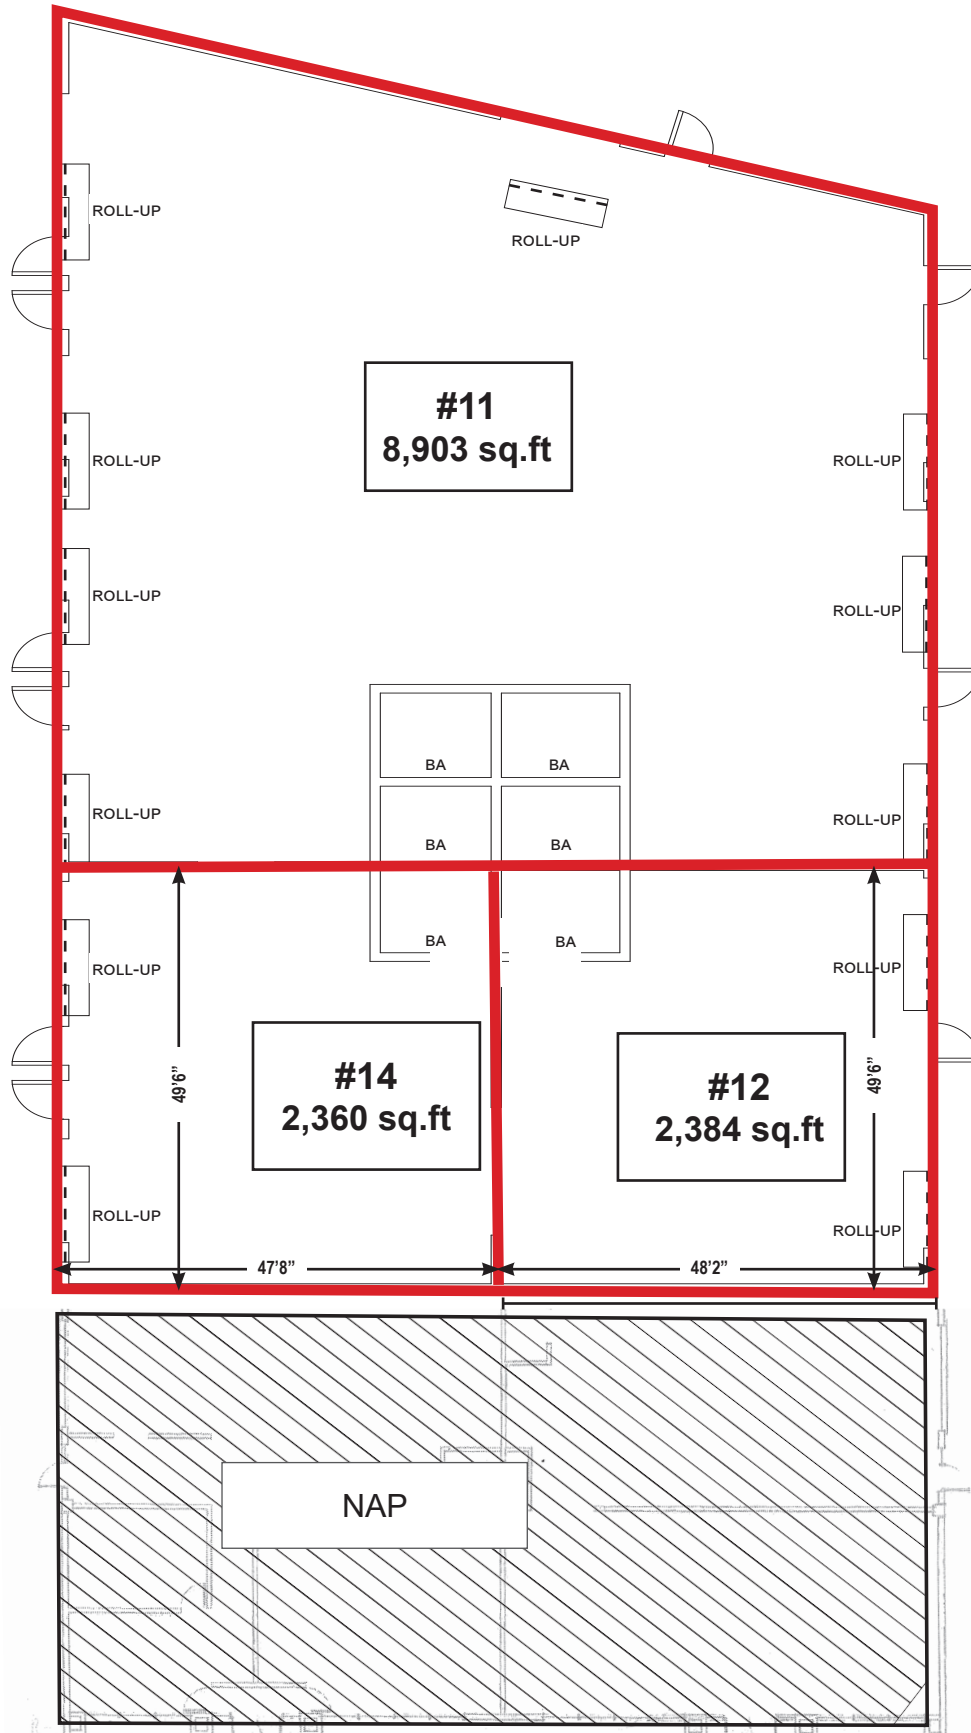 ROLL-UP
ROLL-UP
#11
8,903 sq.ft
ROLL-UP
ROLL-UP
ROLL-UP
ROLL-UP
BA
BA
ROLL-UP
ROLL-UP
BA
BA
BA
BA
ROLL-UP
ROLL-UP
#14
2,360 sq.ft
49'6”
#12
2,384 sq.ft
49'6”
ROLL-UP
ROLL-UP
47'8”
48'2”
NAP